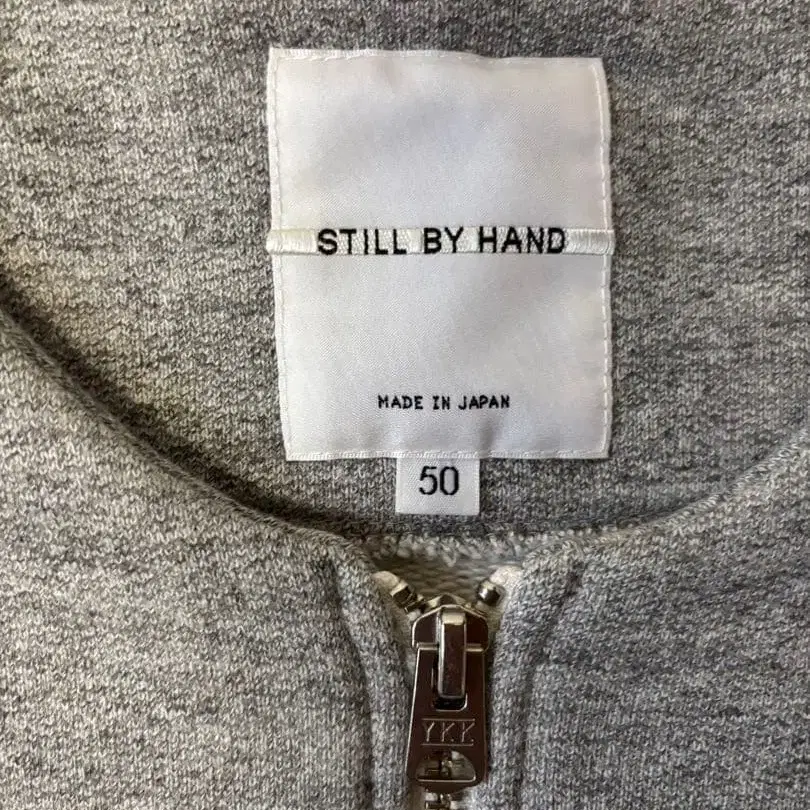 STILL BY HAND
MADE IN JAPAN
50
YKK